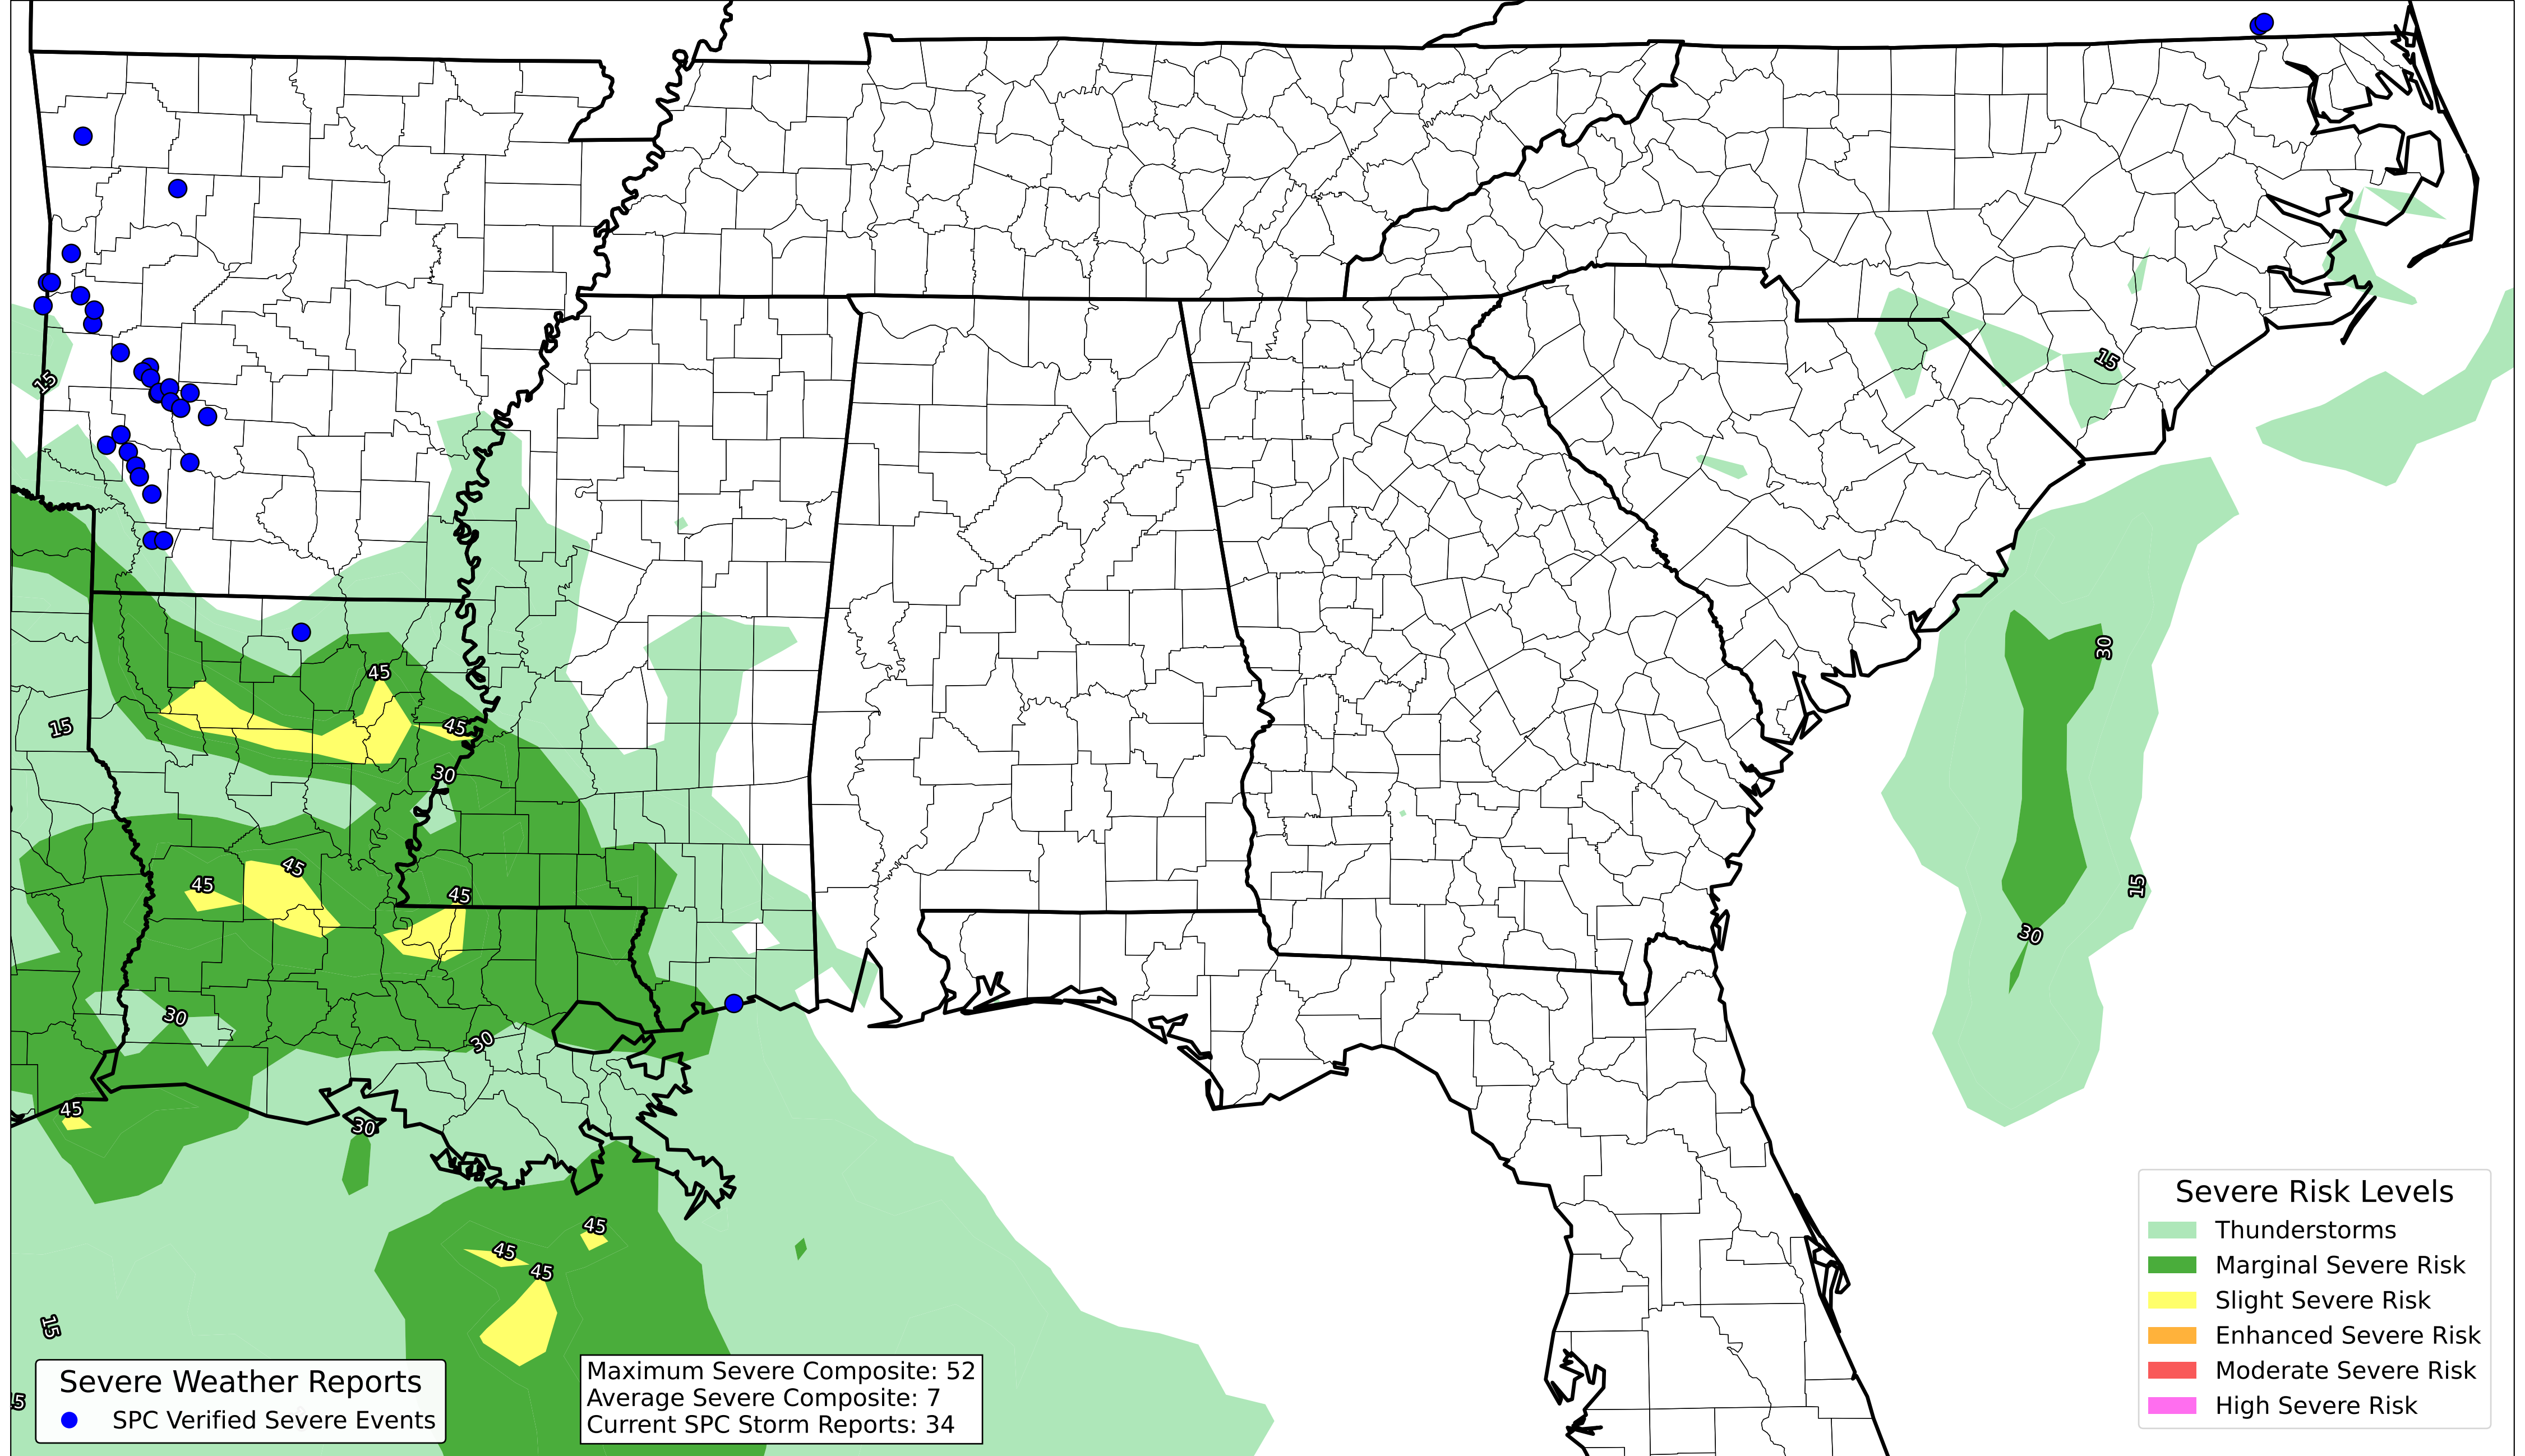 15
15
45
30
15
45
30
45
45
45
30
15
30
30
45
30
45
45
45
15
15
5
Severe Weather Reports
SPC Verified Severe Events
Maximum Severe Composite: 52
Average Severe Composite: 7
Current SPC Storm Reports: 34
Severe Risk Levels
Thunderstorms
Marginal Severe Risk
Slight Severe Risk
Enhanced Severe Risk
Moderate Severe Risk
High Severe Risk